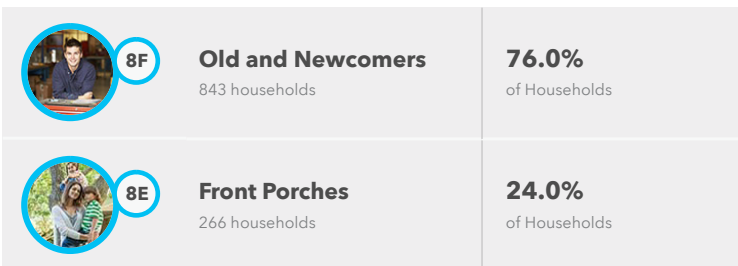 8F
Old and Newcomers
843 households
76.0%
of Households
8E
Front Porches
266 households
24.0%
of Households